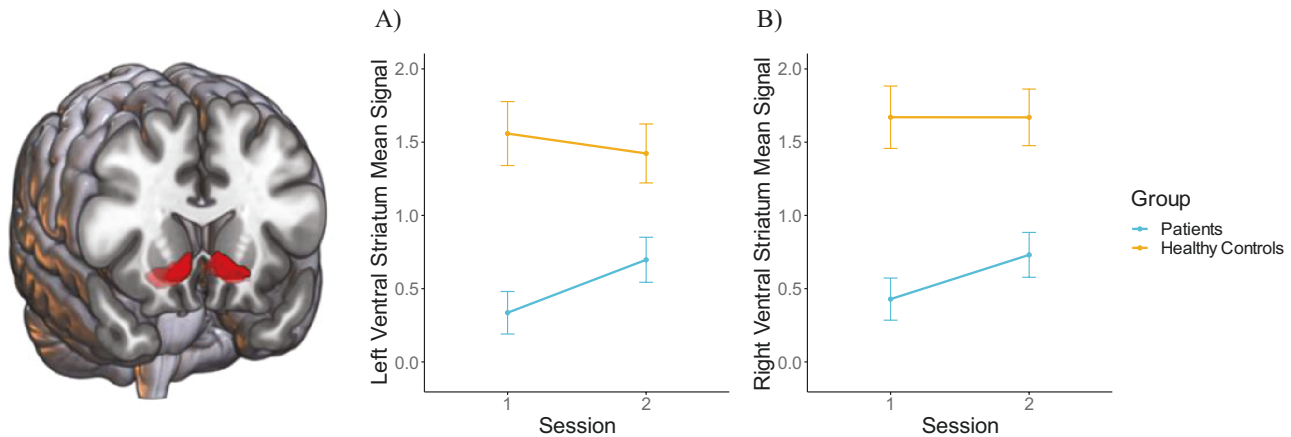 A)
Left Ventral Striatum Mean Signal
2.0
1.5
1.0
0.5
0.0
1
2
Session
B)
Right Ventral Striatum Mean Signal
2.0
1.5
1.0
0.5
0.0
1
2
Session
Group
Patients
Healthy Controls